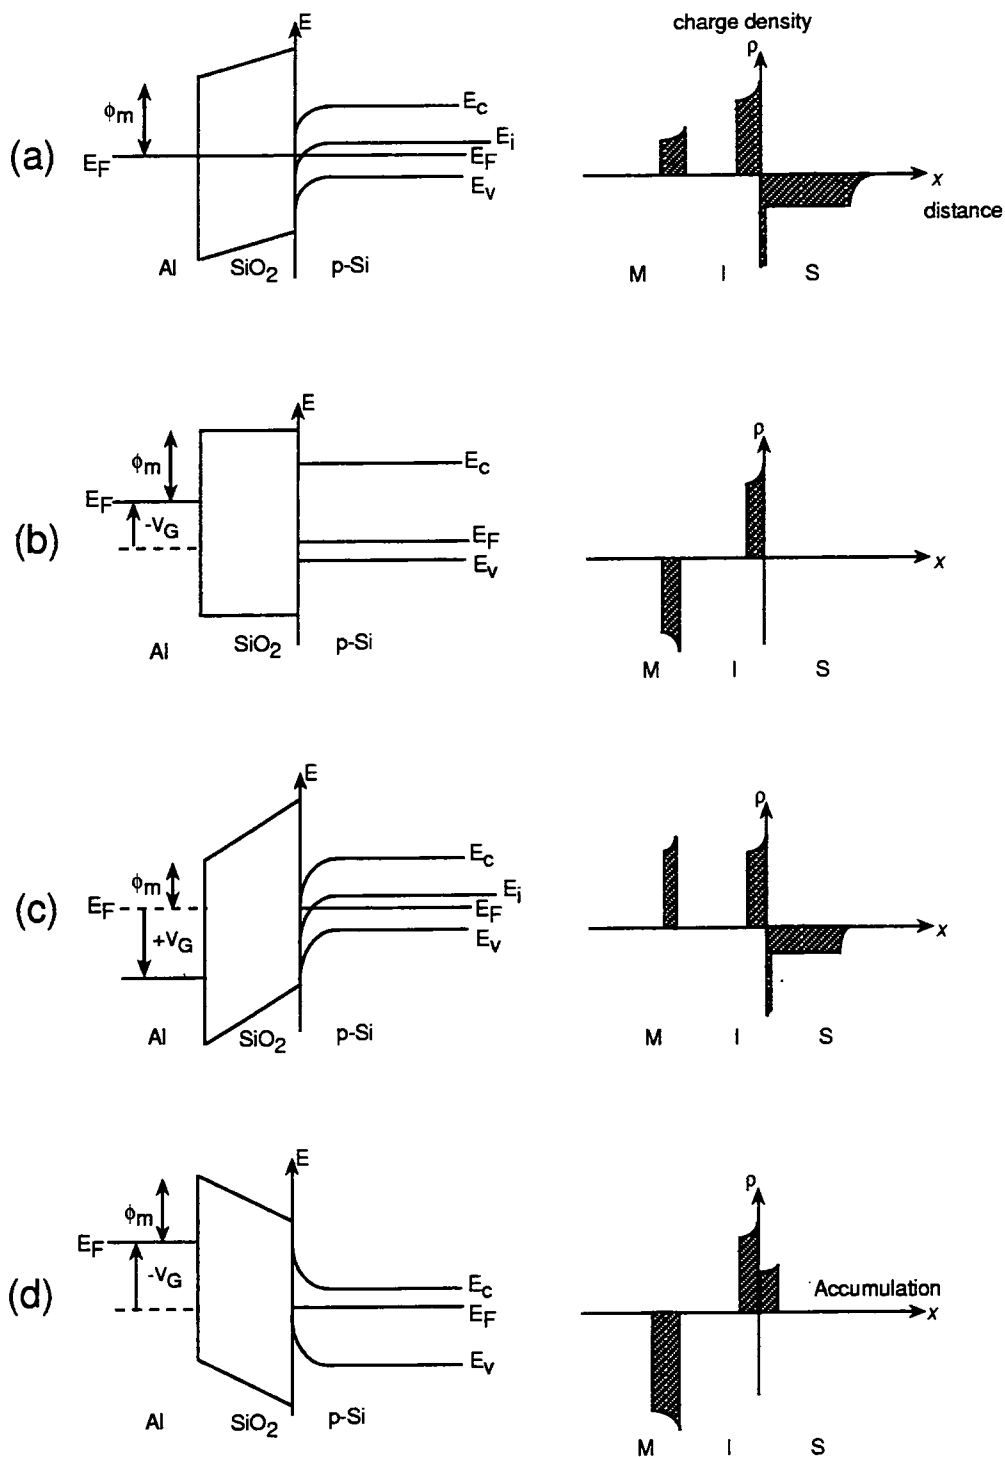 charge density
(a)
E
ϕm
EF
Ec
Ei
EF
Ev
Al SiO2 p-Si
ρ
x
distance
M I S
(b)
E
ϕm
EF
-VG
Ec
EF
Ev
Al SiO2 p-Si
ρ
x
M I S
(c)
E
ϕm
EF
+VG
Ec
Ei
EF
Ev
Al SiO2 p-Si
ρ
x
M I S
(d)
E
ϕm
EF
-VG
Ec
EF
Ev
Al SiO2 p-Si
ρ
Accumulation
x
M I S